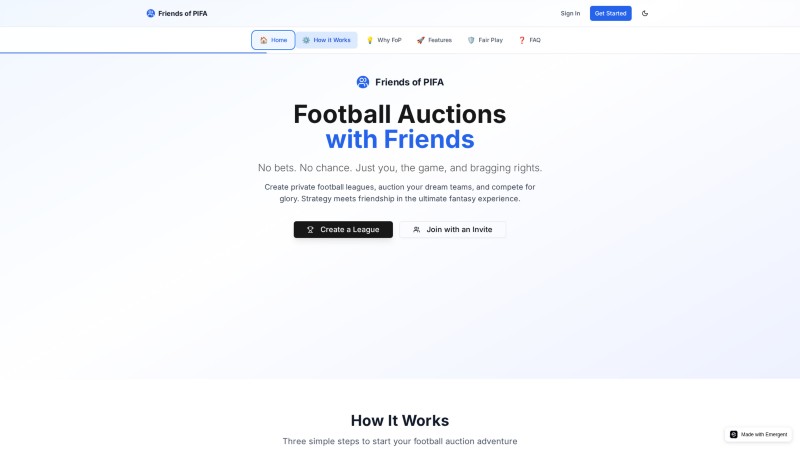 Friends of PIFA
Sign In
Get Started
Home
How it Works
Why FoP
Features
Fair Play
FAQ
Friends of PIFA
Football Auctions
with Friends
No bets. No chance. Just you, the game, and bragging rights.
Create private football leagues, auction your dream teams, and compete for
glory. Strategy meets friendship in the ultimate fantasy experience.
Create a League
Join with an Invite
How It Works
Three simple steps to start your football auction adventure
Made with Emergent